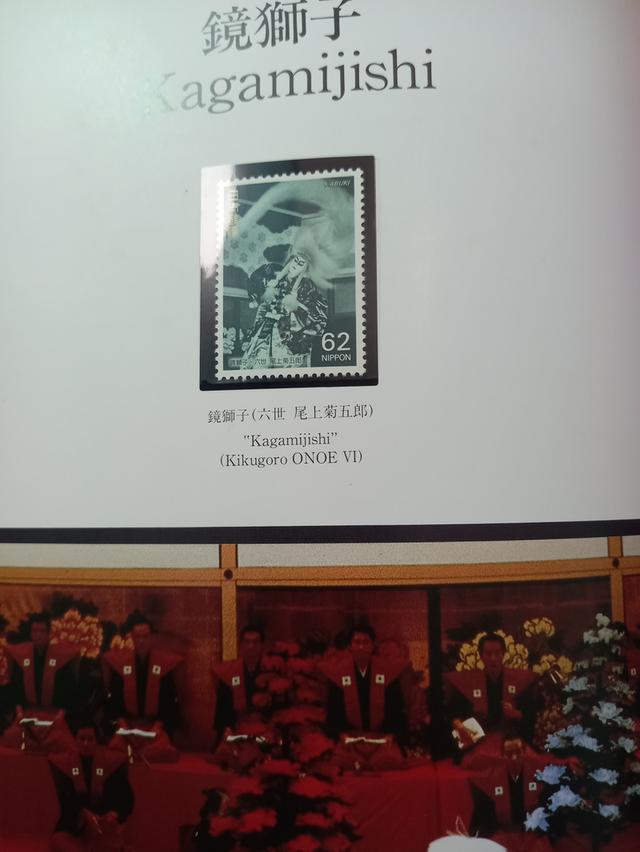 鏡獅子
Kagamijishi
KABUKI
62
NIPPON
鏡獅子・六世 尾上菊五郎
鏡獅子(六世 尾上菊五郎)
"Kagamijishi"
(Kikugoro ONOE VI)